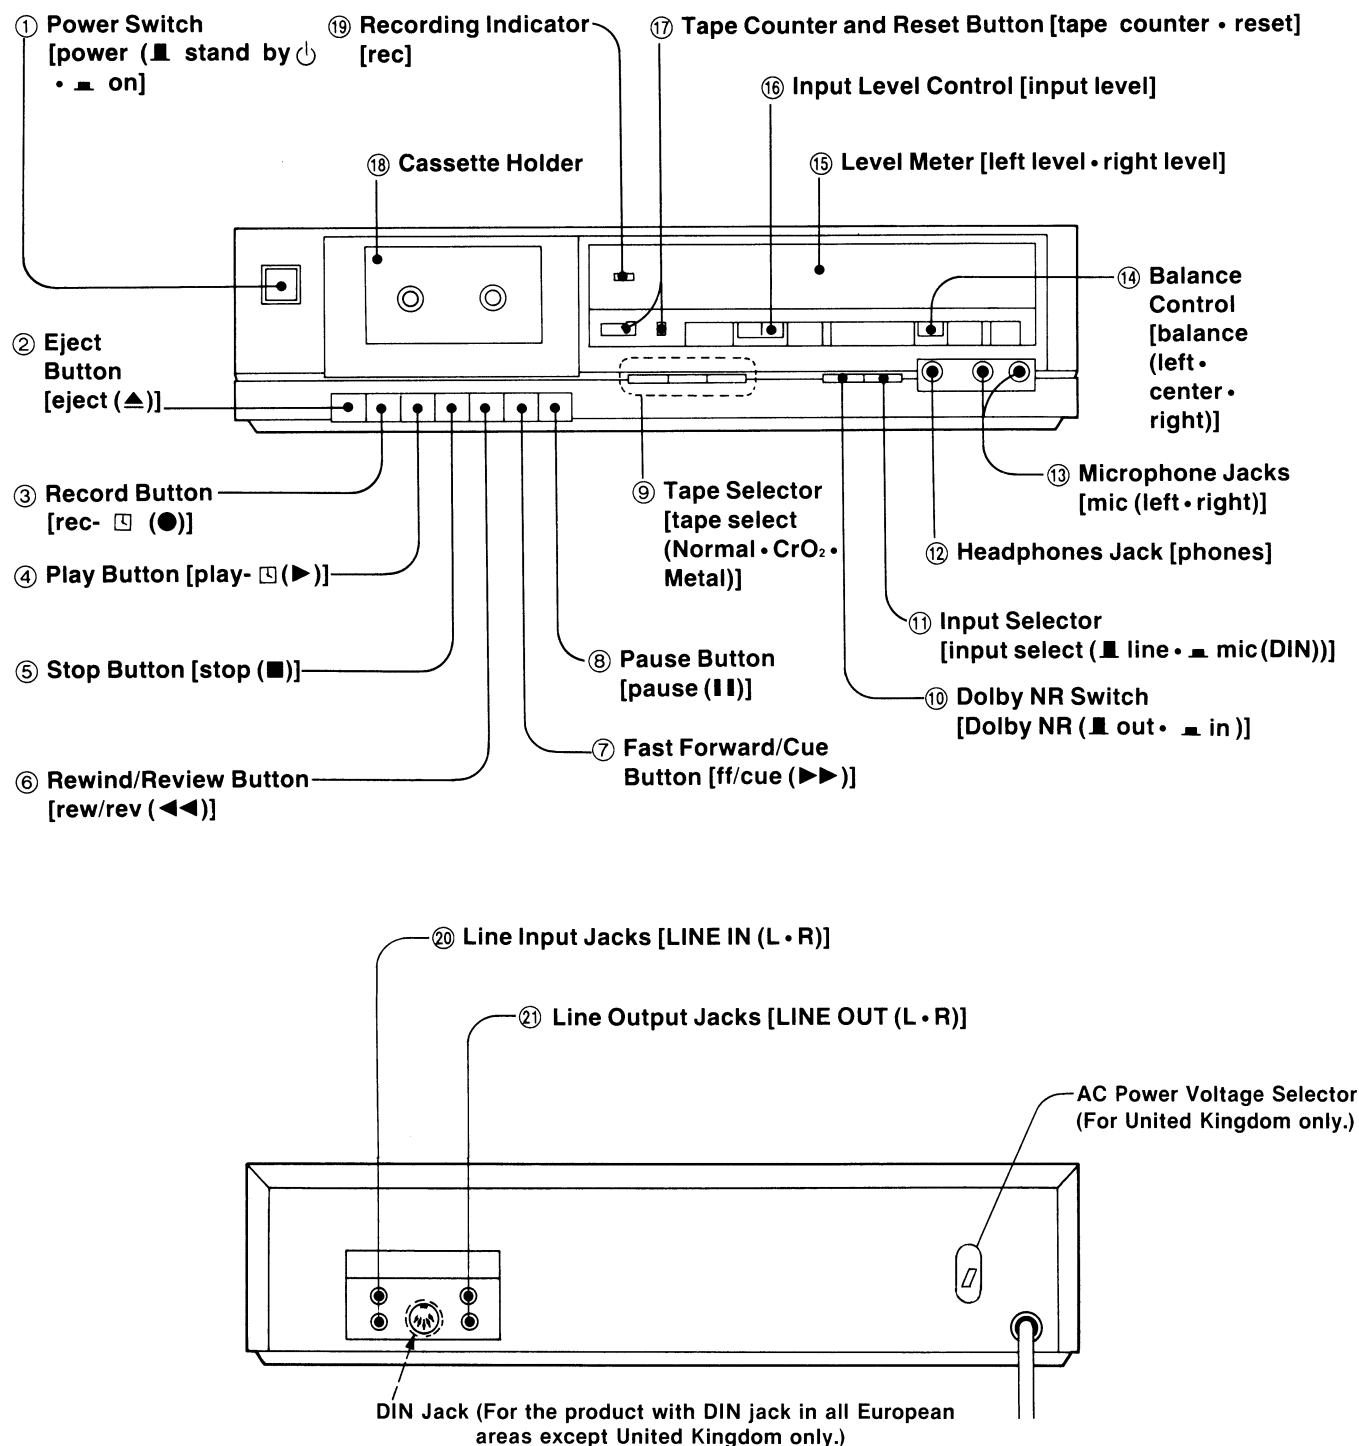 ① Power Switch
[power (▟ stand by ⏻
• ▂ on]
⑲ Recording Indicator
[rec]
⑰ Tape Counter and Reset Button [tape counter • reset]
⑯ Input Level Control [input level]
⑱ Cassette Holder
⑮ Level Meter [left level • right level]
⑭ Balance
Control
[balance
(left •
center •
right)]
② Eject
Button
[eject (⏏)]
③ Record Button
[rec- (●)]
④ Play Button [play- (▶)]
⑤ Stop Button [stop (■)]
⑥ Rewind/Review Button
[rew/rev (◀◀)]
⑦ Fast Forward/Cue
Button [ff/cue (▶▶)]
⑧ Pause Button
[pause (❚❚)]
⑨ Tape Selector
[tape select
(Normal • CrO₂ •
Metal)]
⑬ Microphone Jacks
[mic (left • right)]
⑫ Headphones Jack [phones]
⑪ Input Selector
[input select (▟ line • ▂ mic (DIN))]
⑩ Dolby NR Switch
[Dolby NR (▟ out • ▂ in)]
⑳ Line Input Jacks [LINE IN (L • R)]
㉑ Line Output Jacks [LINE OUT (L • R)]
AC Power Voltage Selector
(For United Kingdom only.)
DIN Jack (For the product with DIN jack in all European
areas except United Kingdom only.)